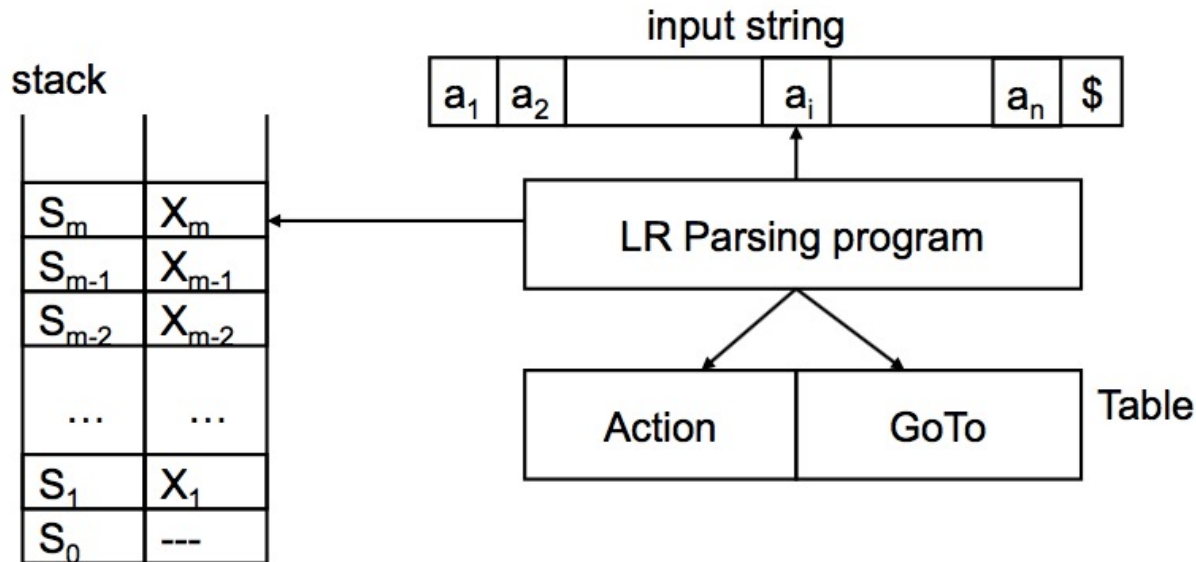 input string
stack
a₁ a₂ aᵢ aₙ $
Sₘ Xₘ
LR Parsing program
Sₘ₋₁ Xₘ₋₁
Sₘ₋₂ Xₘ₋₂
... ...
Action GoTo Table
S₁ X₁
S₀ ---